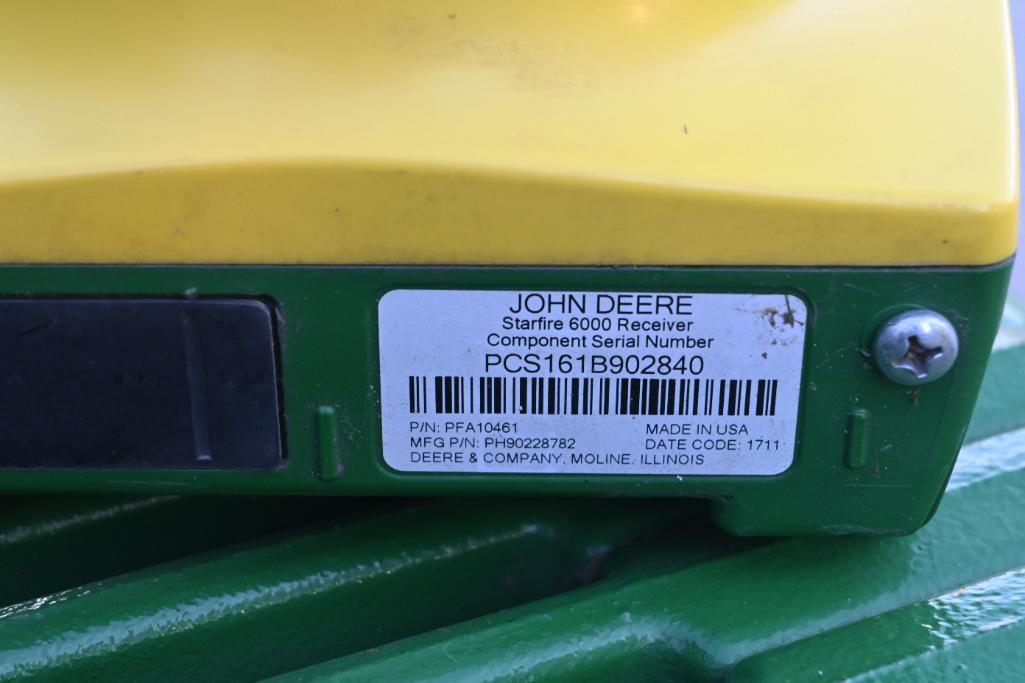 JOHN DEERE
Starfire 6000 Receiver
Component Serial Number
PCS161B902840
P/N: PFA10461 MADE IN USA
MFG P/N: PH90228782 DATE CODE: 1711
DEERE & COMPANY, MOLINE, ILLINOIS